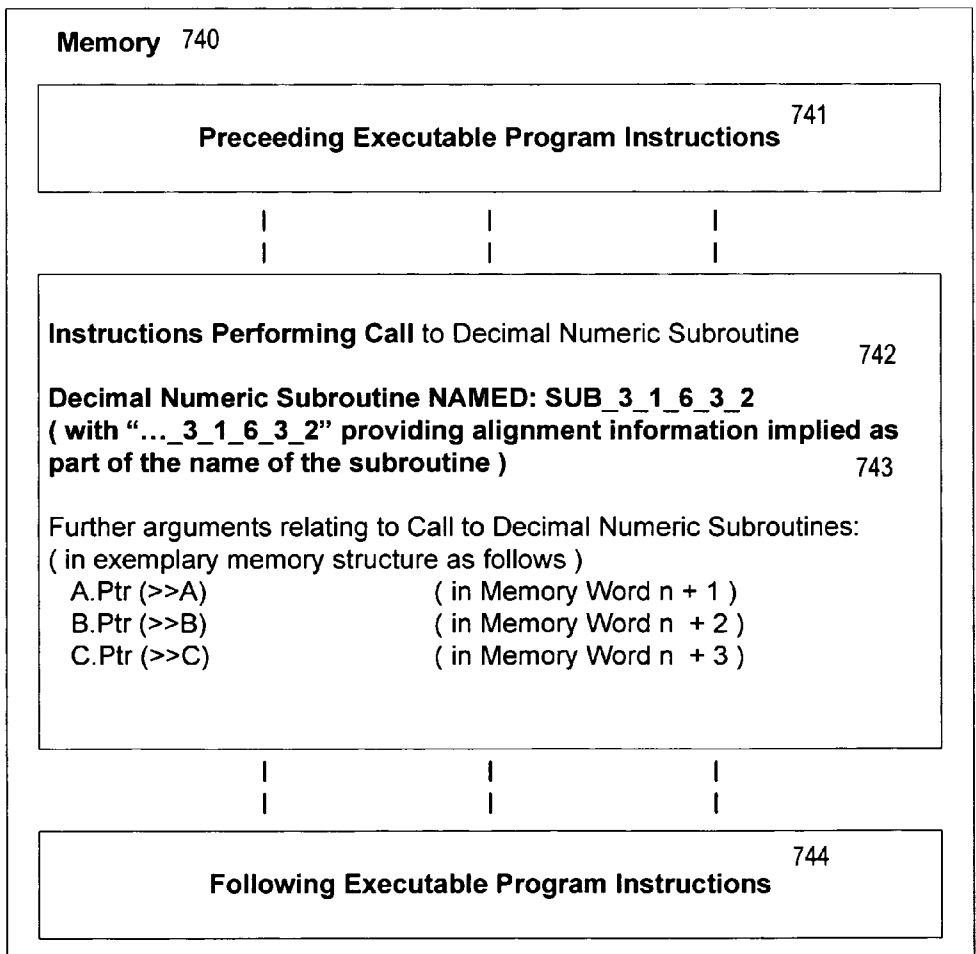 Memory 740
741
Preceeding Executable Program Instructions
Instructions Performing Call to Decimal Numeric Subroutine
742
Decimal Numeric Subroutine NAMED: SUB_3_1_6_3_2
( with “..._3_1_6_3_2” providing alignment information implied as
part of the name of the subroutine )
743
Further arguments relating to Call to Decimal Numeric Subroutines:
( in exemplary memory structure as follows )
A.Ptr (>>A) ( in Memory Word n + 1 )
B.Ptr (>>B) ( in Memory Word n + 2 )
C.Ptr (>>C) ( in Memory Word n + 3 )
744
Following Executable Program Instructions